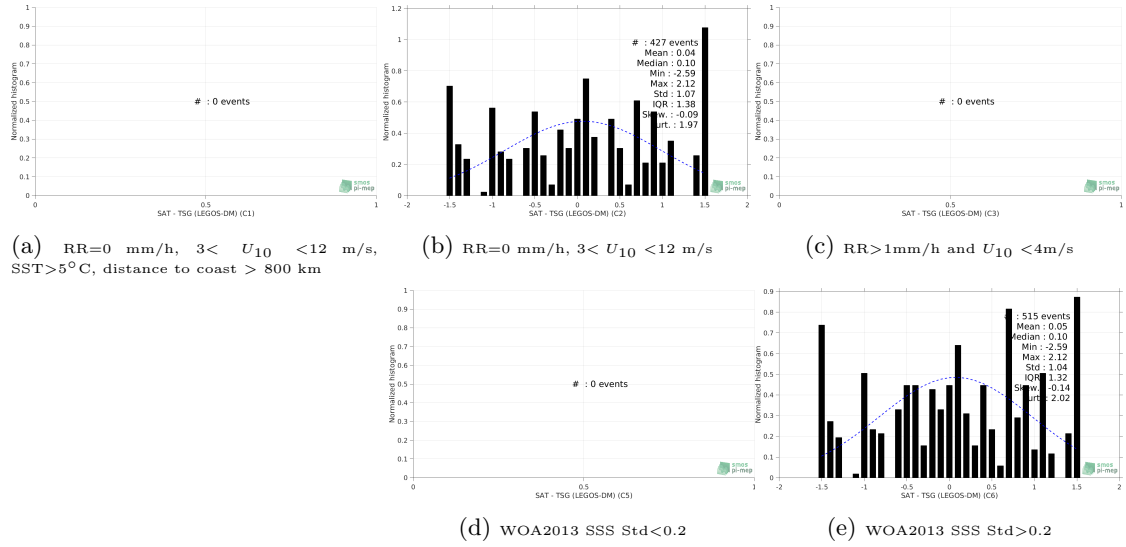 1
0.9
0.8
0.7
0.6
0.5
0.4
0.3
0.2
0.1
0
Normalized histogram
# : 0 events
0 0.5 1
SAT - TSG (LEGOS-DM) (C1)
smos
pi-mep
(a) RR=0 mm/h, 3< U10 <12 m/s,
SST>5°C, distance to coast > 800 km
1.2
1
0.8
0.6
0.4
0.2
0
Normalized histogram
# : 427 events
Mean : 0.04
Median : 0.10
Min : -2.59
Max : 2.12
Std : 1.07
IQR : 1.38
: -0.09
: 1.97
-2 -1.5 -1 -0.5 0 0.5 1 1.5 2
SAT - TSG (LEGOS-DM) (C2)
smos
pi-mep
(b) RR=0 mm/h, 3< U10 <12 m/s
1
0.9
0.8
0.7
0.6
0.5
0.4
0.3
0.2
0.1
0
Normalized histogram
# : 0 events
0 0.5 1
SAT - TSG (LEGOS-DM) (C3)
smos
pi-mep
(c) RR>1mm/h and U10 <4m/s
1
0.9
0.8
0.7
0.6
0.5
0.4
0.3
0.2
0.1
0
Normalized histogram
# : 0 events
0 0.5 1
SAT - TSG (LEGOS-DM) (C5)
smos
pi-mep
(d) WOA2013 SSS Std<0.2
0.9
0.8
0.7
0.6
0.5
0.4
0.3
0.2
0.1
0
Normalized histogram
: 515 events
Mean : 0.05
Median : 0.10
Min : -2.59
Max : 2.12
Std : 1.04
IQR : 1.32
: -0.14
: 2.02
-2 -1.5 -1 -0.5 0 0.5 1 1.5 2
SAT - TSG (LEGOS-DM) (C6)
smos
pi-mep
(e) WOA2013 SSS Std>0.2